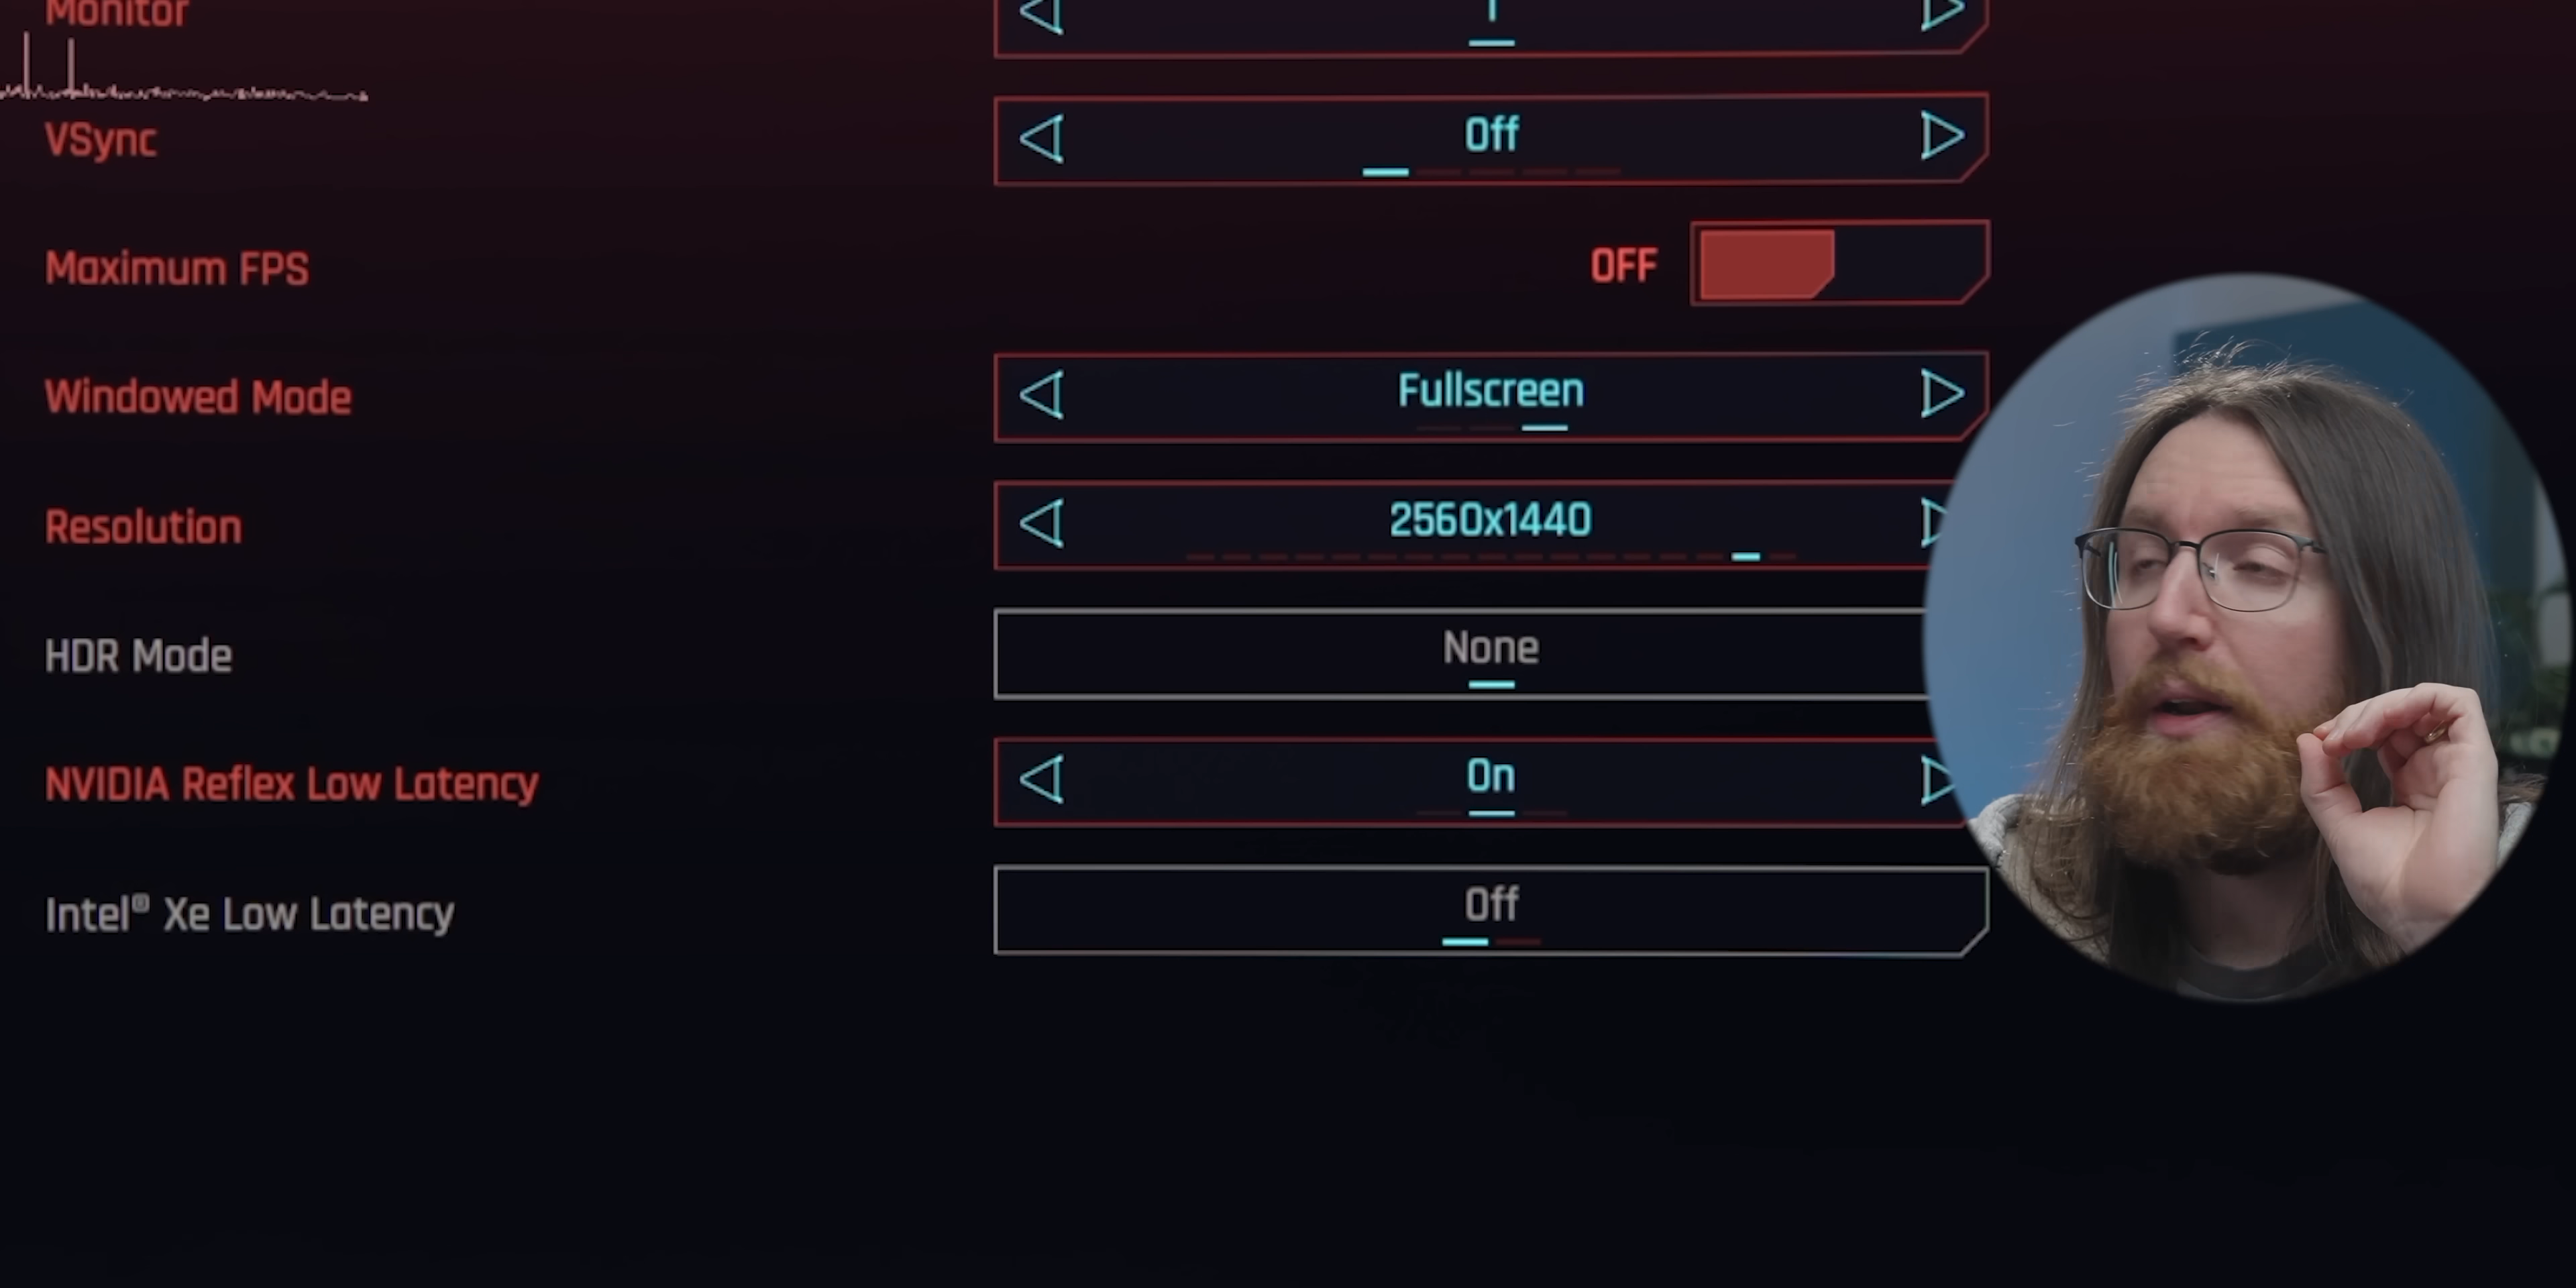 Monitor
VSync
Off
Maximum FPS
OFF
Windowed Mode
Fullscreen
Resolution
2560x1440
HDR Mode
None
NVIDIA Reflex Low Latency
On
Intel® Xe Low Latency
Off